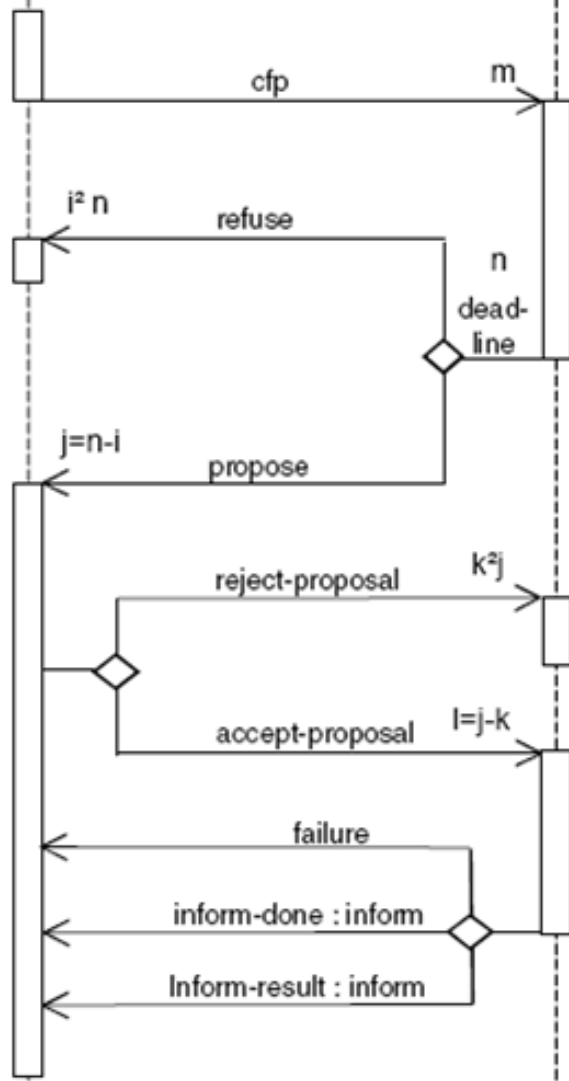 m
cfp
i² n
refuse
n
dead-
line
j=n-i
propose
k²j
reject-proposal
l=j-k
accept-proposal
failure
inform-done : inform
Inform-result : inform